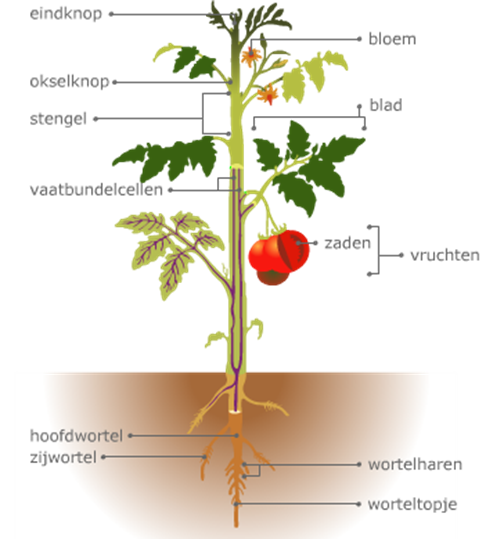 eindknop
bloem
okselknop
blad
stengel
vaatbundelcellen
zaden
vruchten
hoofdwortel
zijwortel
wortelharen
worteltopje